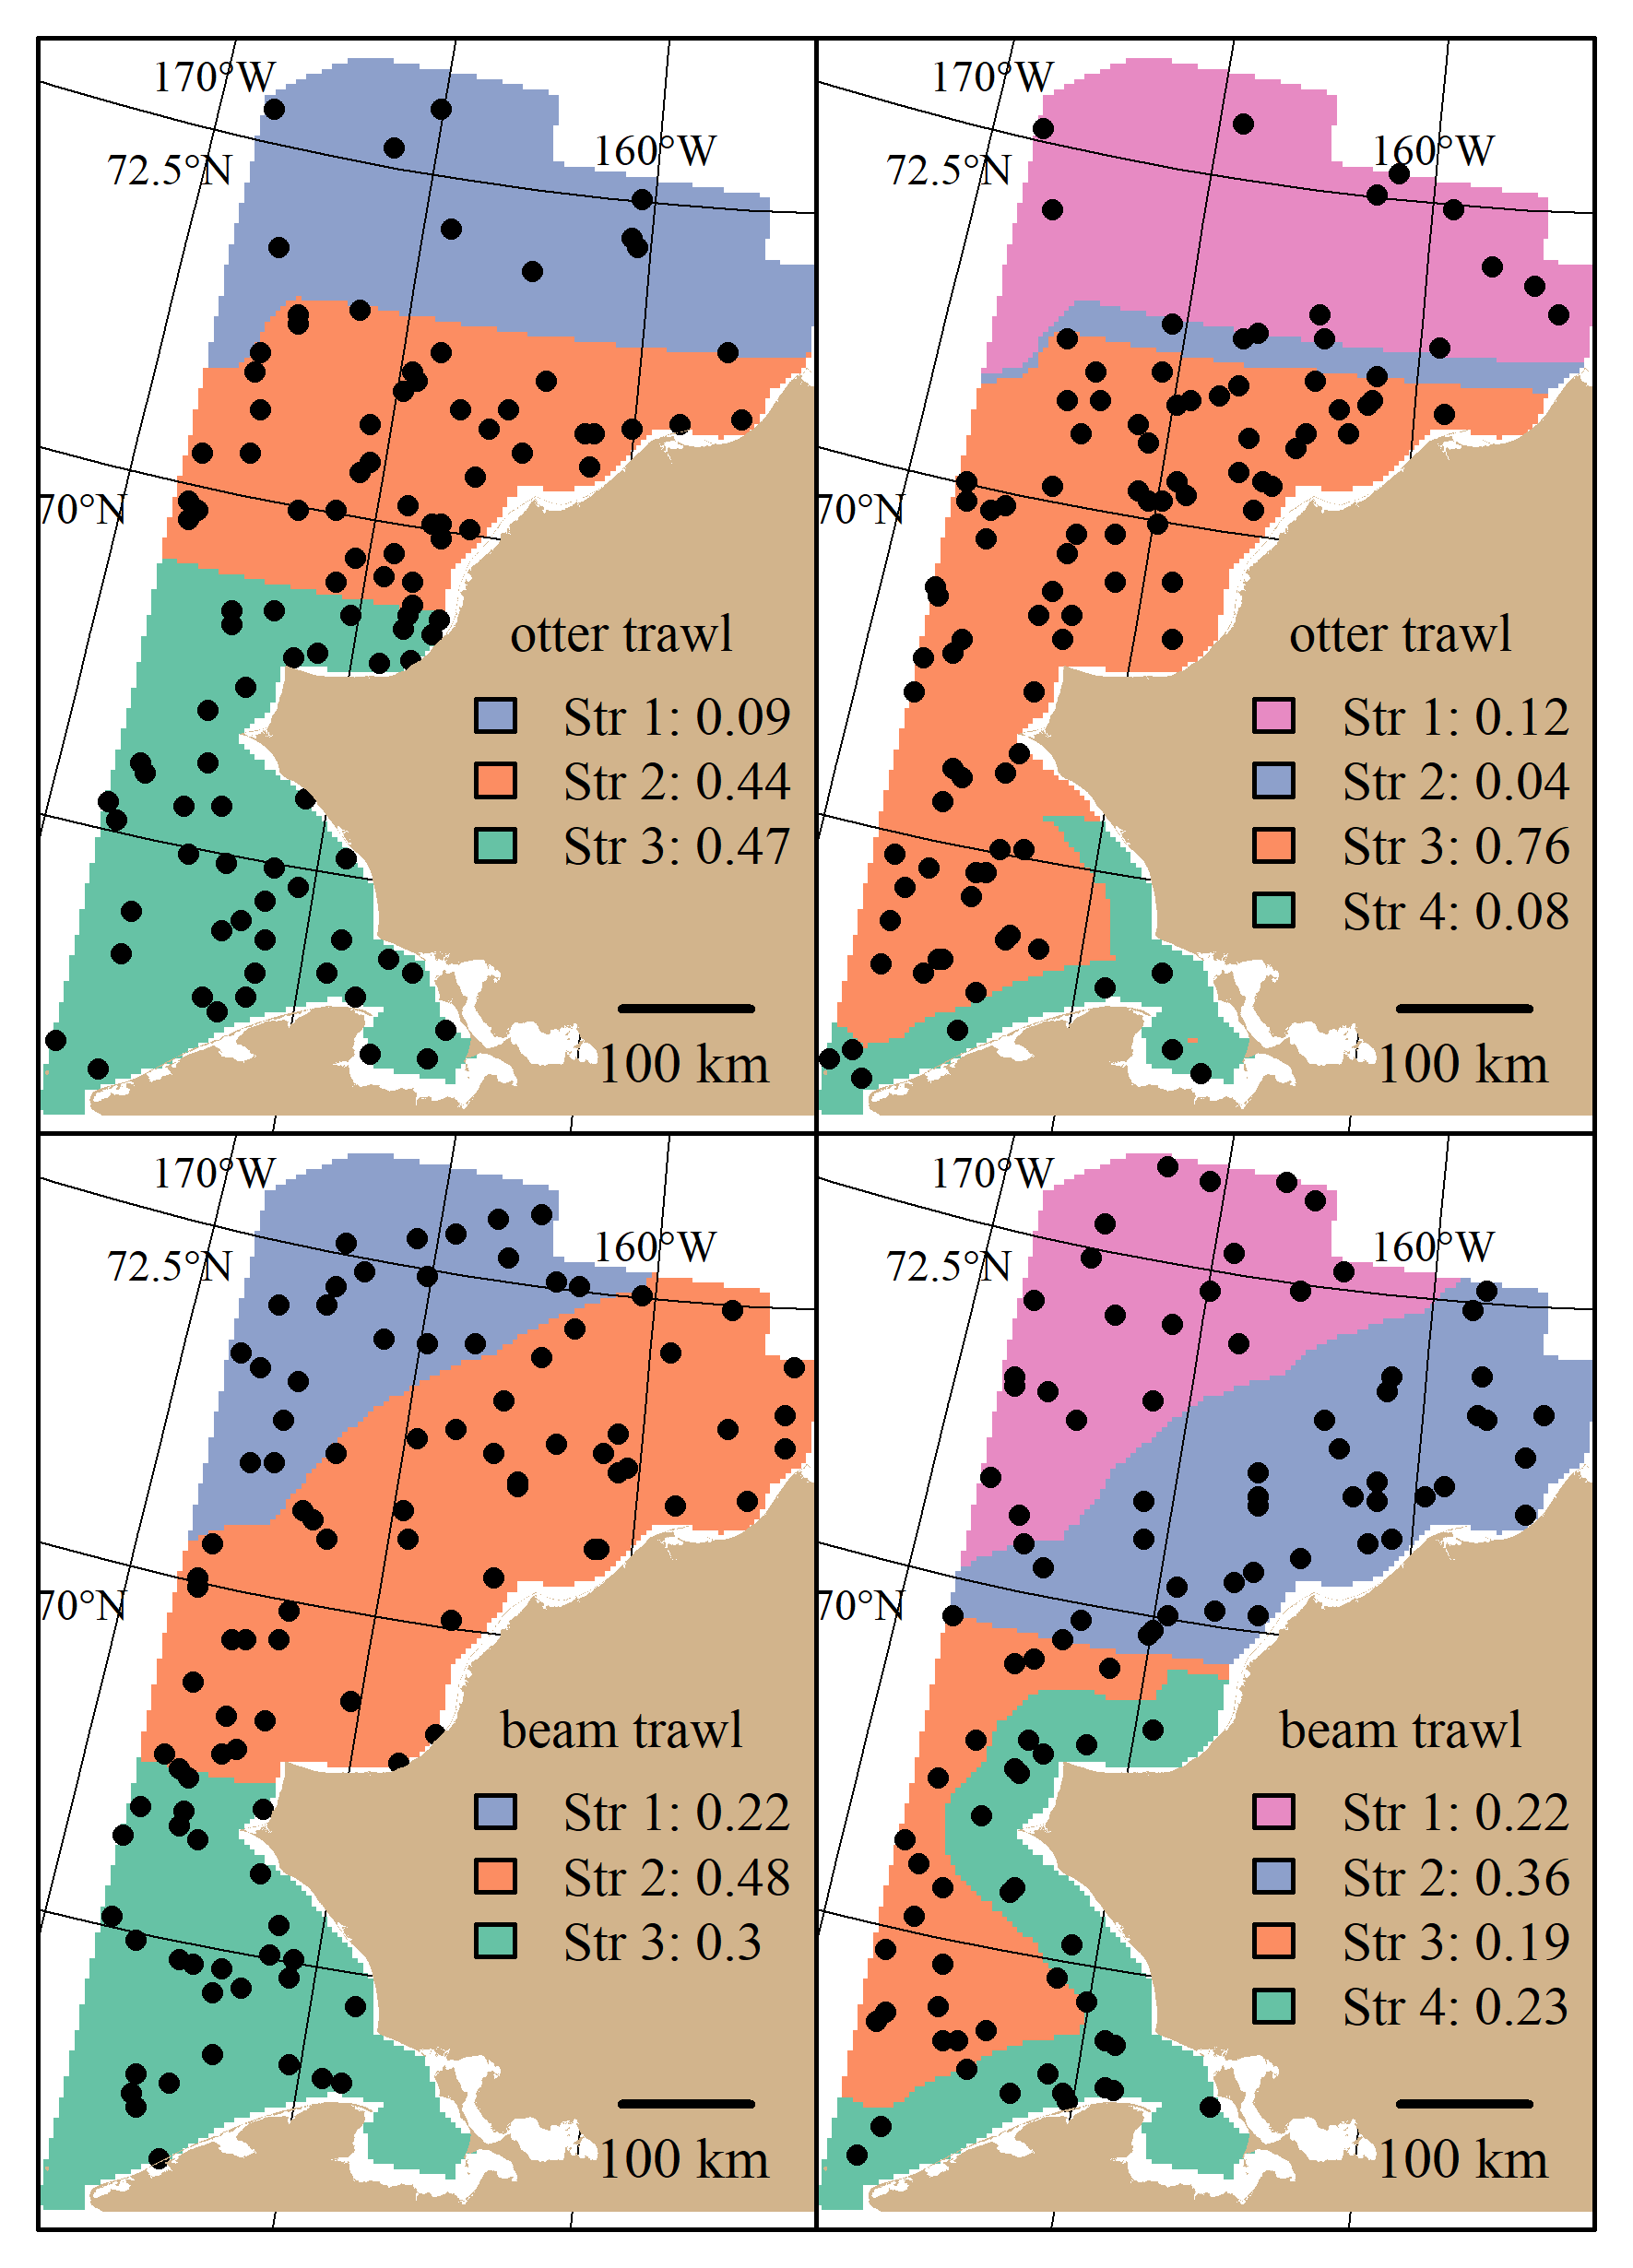 170°W
160°W
72.5°N
70°N
otter trawl
Str 1: 0.09
Str 2: 0.44
Str 3: 0.47
100 km
170°W
160°W
72.5°N
70°N
otter trawl
Str 1: 0.12
Str 2: 0.04
Str 3: 0.76
Str 4: 0.08
100 km
170°W
160°W
72.5°N
70°N
beam trawl
Str 1: 0.22
Str 2: 0.48
Str 3: 0.3
100 km
170°W
160°W
72.5°N
70°N
beam trawl
Str 1: 0.22
Str 2: 0.36
Str 3: 0.19
Str 4: 0.23
100 km